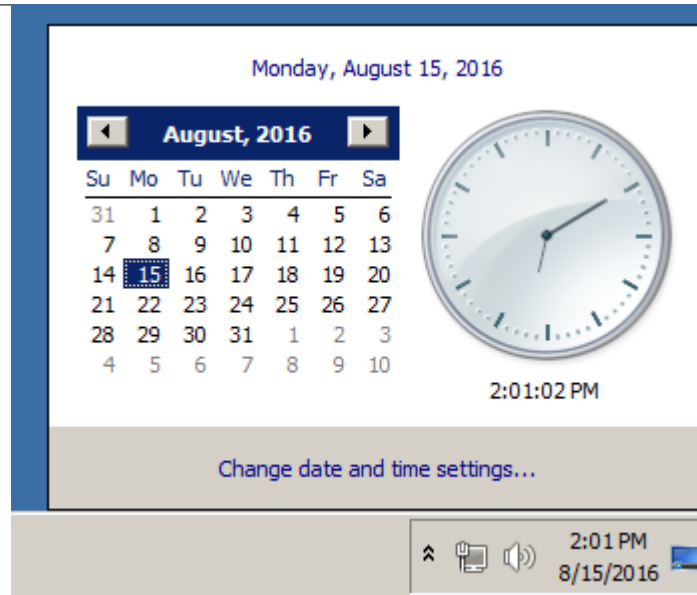 Monday, August 15, 2016
August, 2016
Su Mo Tu We Th Fr Sa
31 1 2 3 4 5 6
7 8 9 10 11 12 13
14 15 16 17 18 19 20
21 22 23 24 25 26 27
28 29 30 31 1 2 3
4 5 6 7 8 9 10
2:01:02 PM
Change date and time settings...
2:01 PM
8/15/2016